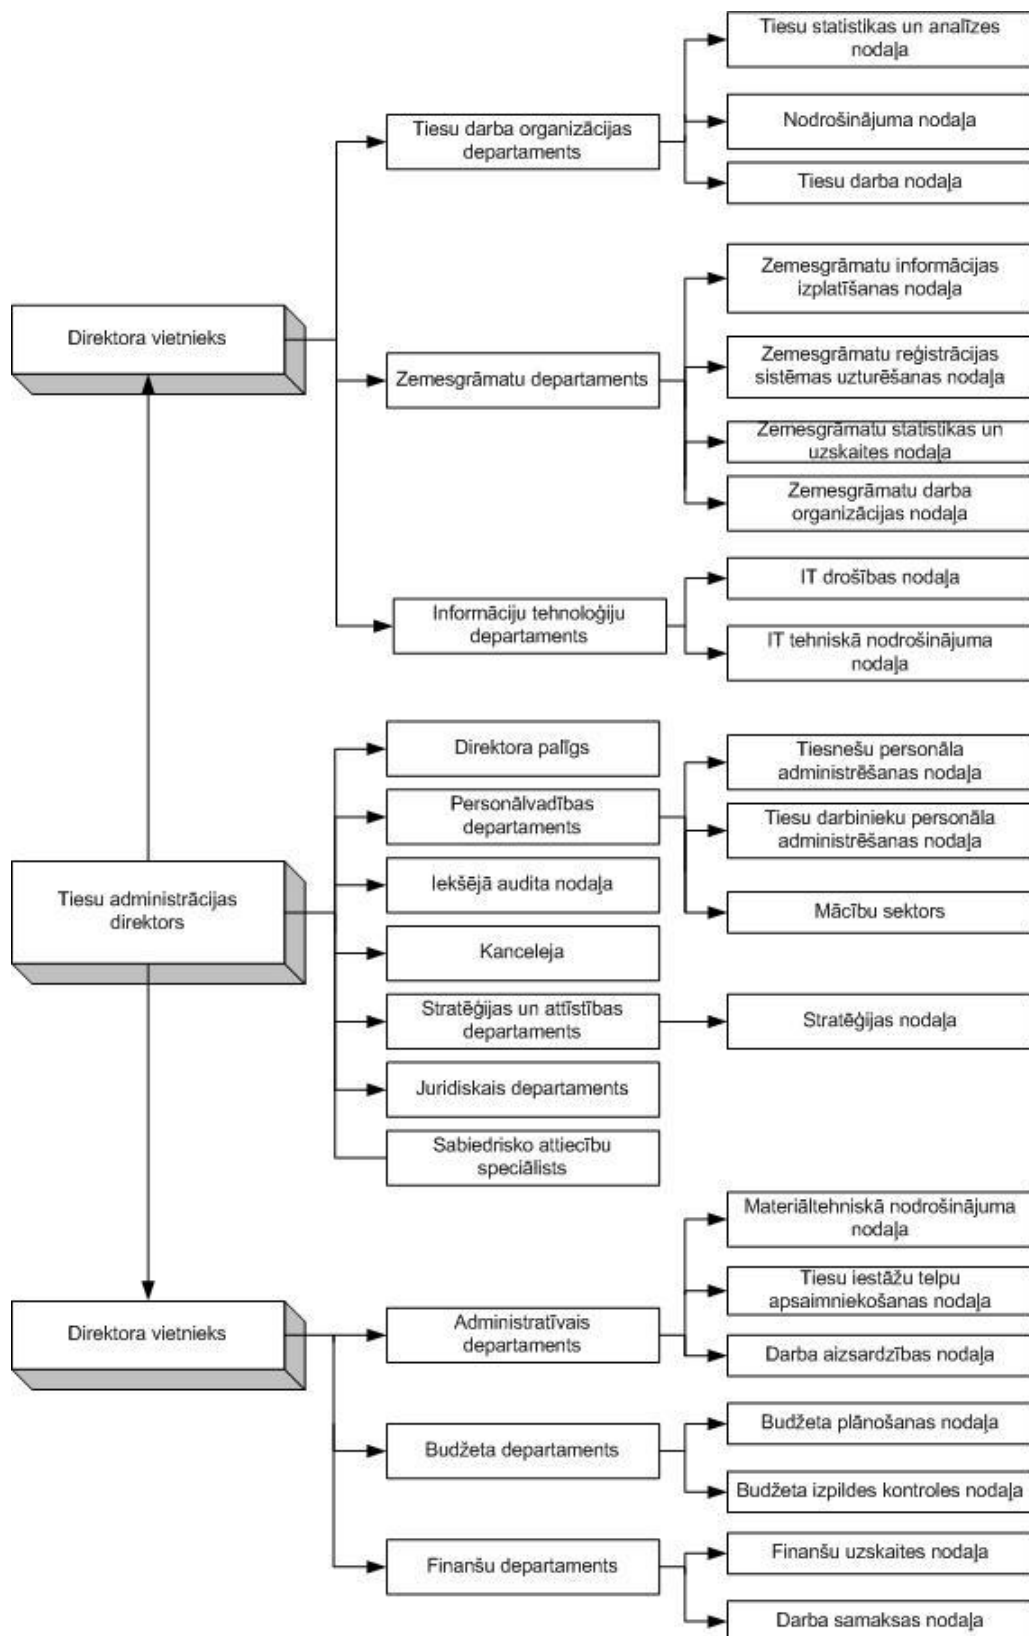 Tiesu statistikas un analīzes
nodaļa
Tiesu darba organizācijas
departaments
Nodrošinājuma nodaļa
Tiesu darba nodaļa
Direktora vietnieks
Zemesgrāmatu informācijas
izplatīšanas nodaļa
Zemesgrāmatu departaments
Zemesgrāmatu reģistrācijas
sistēmas uzturēšanas nodaļa
Zemesgrāmatu statistikas un
uzskaites nodaļa
Zemesgrāmatu darba
organizācijas nodaļa
Informāciju tehnoloģiju
departaments
IT drošības nodaļa
IT tehniskā nodrošinājuma
nodaļa
Tiesu administrācijas
direktors
Direktora palīgs
Personālvadības
departaments
Tiesnešu personāla
administrēšanas nodaļa
Tiesu darbinieku personāla
administrēšanas nodaļa
Mācību sektors
Iekšējā audita nodaļa
Kanceleja
Stratēģijas un attīstības
departaments
Stratēģijas nodaļa
Juridiskais departaments
Sabiedrisko attiecību
speciālists
Direktora vietnieks
Administratīvais
departaments
Materiāltehniskā nodrošinājuma
nodaļa
Tiesu iestāžu telpu
apsaimniekošanas nodaļa
Darba aizsardzības nodaļa
Budžeta departaments
Budžeta plānošanas nodaļa
Budžeta izpildes kontroles nodaļa
Finanšu departaments
Finanšu uzskaites nodaļa
Darba samaksas nodaļa